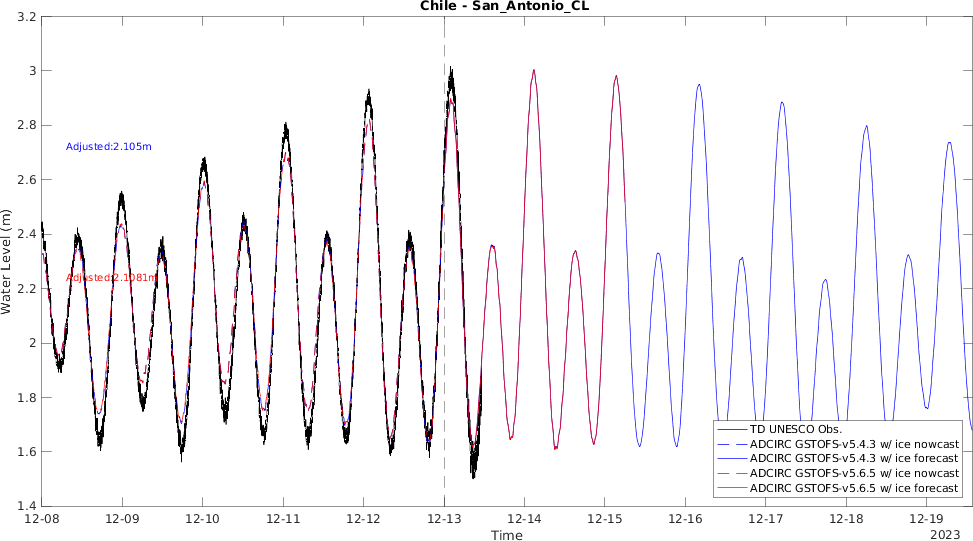 Chile - San_Antonio_CL
3.2
3
2.8
2.6
2.4
2.2
2
1.8
1.6
1.4
Water Level (m)
Adjusted:2.105m
Adjusted:2.1081m
TD UNESCO Obs.
ADCIRC GSTOFS-v5.4.3 w/ ice nowcast
ADCIRC GSTOFS-v5.4.3 w/ ice forecast
ADCIRC GSTOFS-v5.6.5 w/ ice nowcast
ADCIRC GSTOFS-v5.6.5 w/ ice forecast
12-08 12-09 12-10 12-11 12-12 12-13 12-14 12-15 12-16 12-17 12-18 12-19
2023
Time